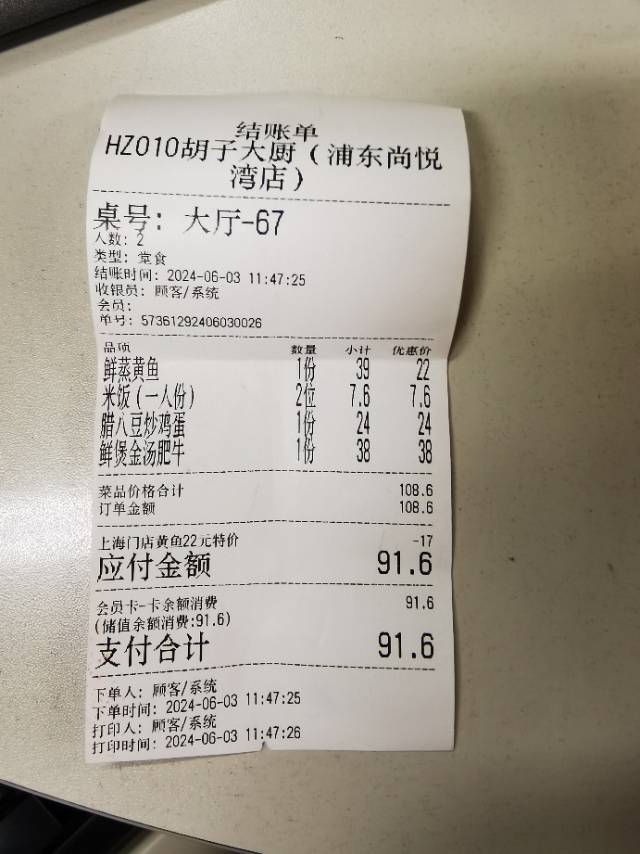 结账单
HZ010胡子大厨（浦东尚悦
湾店）
桌号: 大厅-67
人数: 2
类型: 堂食
结账时间: 2024-06-03 11:47:25
收银员: 顾客/系统
会员:
单号: 57361292406030026
品项 数量 小计 优惠价
鲜蒸黄鱼 1份 39 22
米饭（一人份） 2位 7.6 7.6
腊八豆炒鸡蛋 1份 24 24
鲜煲金汤肥牛 1份 38 38
菜品价格合计 108.6
订单金额 108.6
上海门店黄鱼22元特价 -17
应付金额 91.6
会员卡-卡余额消费 91.6
(储值余额消费:91.6)
支付合计 91.6
下单人: 顾客/系统
下单时间: 2024-06-03 11:47:25
打印人: 顾客/系统
打印时间: 2024-06-03 11:47:26